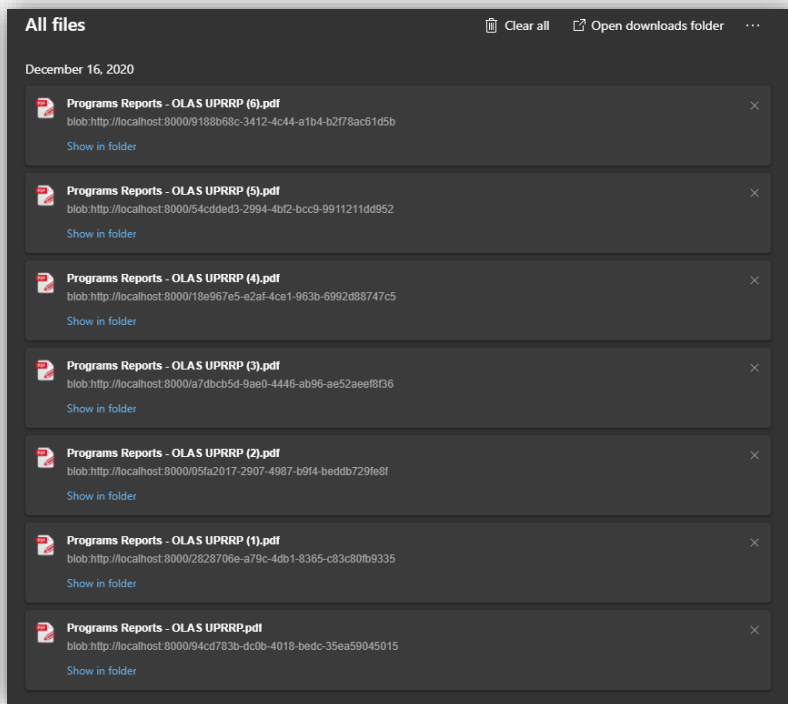 All files
Clear all
Open downloads folder
December 16, 2020
Programs Reports - OLAS UPRRP (6).pdf
blob:http://localhost:8000/9188b68c-3412-4c44-a1b4-b2f78ac61d5b
Show in folder
Programs Reports - OLAS UPRRP (5).pdf
blob:http://localhost:8000/54cdded3-2994-4bf2-bcc9-9911211dd952
Show in folder
Programs Reports - OLAS UPRRP (4).pdf
blob:http://localhost:8000/18e967e5-e2af-4ce1-963b-6992d88747c5
Show in folder
Programs Reports - OLAS UPRRP (3).pdf
blob:http://localhost:8000/a7dbcb5d-9ae0-4446-ab96-ae52aeef8f36
Show in folder
Programs Reports - OLAS UPRRP (2).pdf
blob:http://localhost:8000/05fa2017-2907-4987-b9f4-beddb729fe8f
Show in folder
Programs Reports - OLAS UPRRP (1).pdf
blob:http://localhost:8000/2828706e-a79c-4db1-8365-c83c80fb9335
Show in folder
Programs Reports - OLAS UPRRP.pdf
blob:http://localhost:8000/94cd783b-dc0b-4018-bedc-35ea59045015
Show in folder